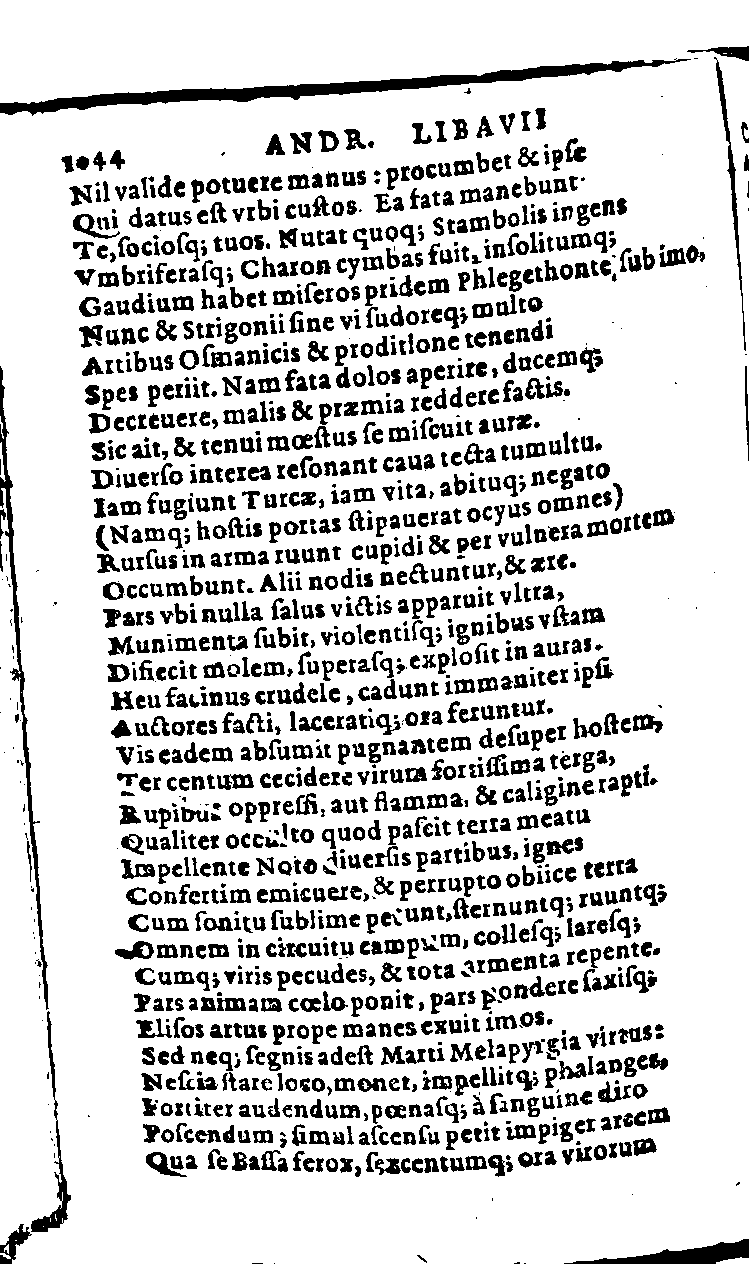 1044 ANDR. LIBAVII
Nil valide potuere manus : procumbet & ipſe
Qui datus eſt vrbi cuſtos. Ea fata manebunt
Te, ſocioſq; tuos. Nutat quoq; Stambolis ingens
Vmbriferaſq; Charon cymbas fuit, inſolitumq;
Gaudium habet miſeros pridem Phlegethonte ſub imo,
Nunc & Strigonii ſine vi ſudoreq; multo
Artibus Oſmanicis & proditione tenendi
Spes periit. Nam fata dolos aperire, ducemq;
Decreuere, malis & præmia reddere factis.
Sic ait, & tenui mœſtus ſe miſcuit auræ.
Diuerſo interea reſonant caua tecta tumultu.
Iam fugiunt Turcæ, iam vita, abituq; negato
(Namq; hoſtis portas ſtipauerat ocyus omnes)
Rurſus in arma ruunt cupidi & per vulnera mortem
Occumbunt. Alii nodis nectuntur, & ære.
Pars vbi nulla ſalus victis apparuit vltra,
Munimenta ſubit, violentiſq; ignibus vſtam
Difiecit molem, ſuperaſq; exploſit in auras.
Heu facinus crudele, cadunt immaniter ipſi
Auctores facti, laceratiq; ora feruntur.
Vis eadem abſumit pugnantem deſuper hoſtem,
Ter centum cecidere virum fortiſſima terga,
Rupibus oppreſſi, aut flamma, & caligine rapti.
Qualiter occulto quod paſcit terra meatu
Impellente Noto diuerſis partibus, ignes
Confertim emicuere, & perrupto obiice terra
Cum ſonitu ſublime petunt, ſternuntq; ruuntq;
Omnem in circuitu campum, colleſq; lareſq;
Cumq; viris pecudes, & tota armenta repente.
Pars animam cœlo ponit, pars pondere ſaxiſq;
Eliſos artus prope manes exuit imos.
Sed neq; ſegnis adeſt Marti Melapyrgia virtus:
Neſcia ſtare loco, monet, impellitq; phalanges,
Fortiter audendum, pœnaſq; à ſanguine diro
Poſcendum ; ſimul aſcenſu petit impiger arcem
Qua ſe Baſſa ferox, ſexcentumq; ora virorum